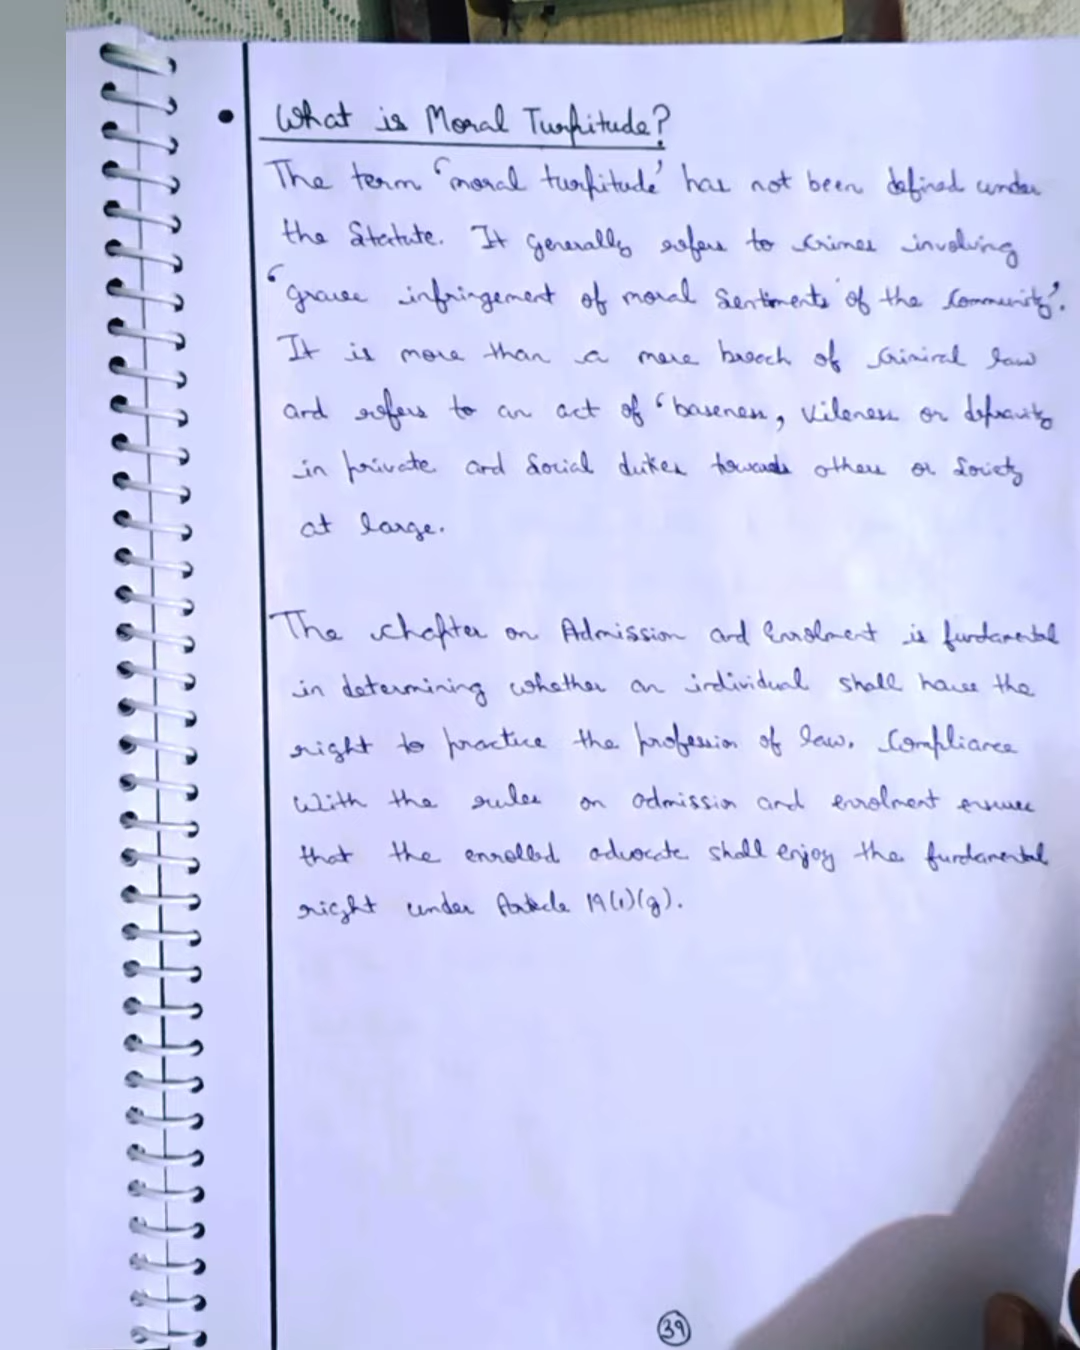 • What is Moral Turpitude?
The term 'moral turpitude' has not been defined under
the Statute. It generally refers to crimes involving
'grave infringement of moral sentiments of the community'.
It is more than a mere breach of criminal law
and refers to an act of 'baseness, vileness or depravity
in private and social duties towards others or society
at large.
The chapter on Admission and Enrolment is fundamental
in determining whether an individual shall have the
right to practice the profession of law. Compliance
with the rules on admission and enrolment ensures
that the enrolled advocate shall enjoy the fundamental
right under Article 19(1)(g).
39